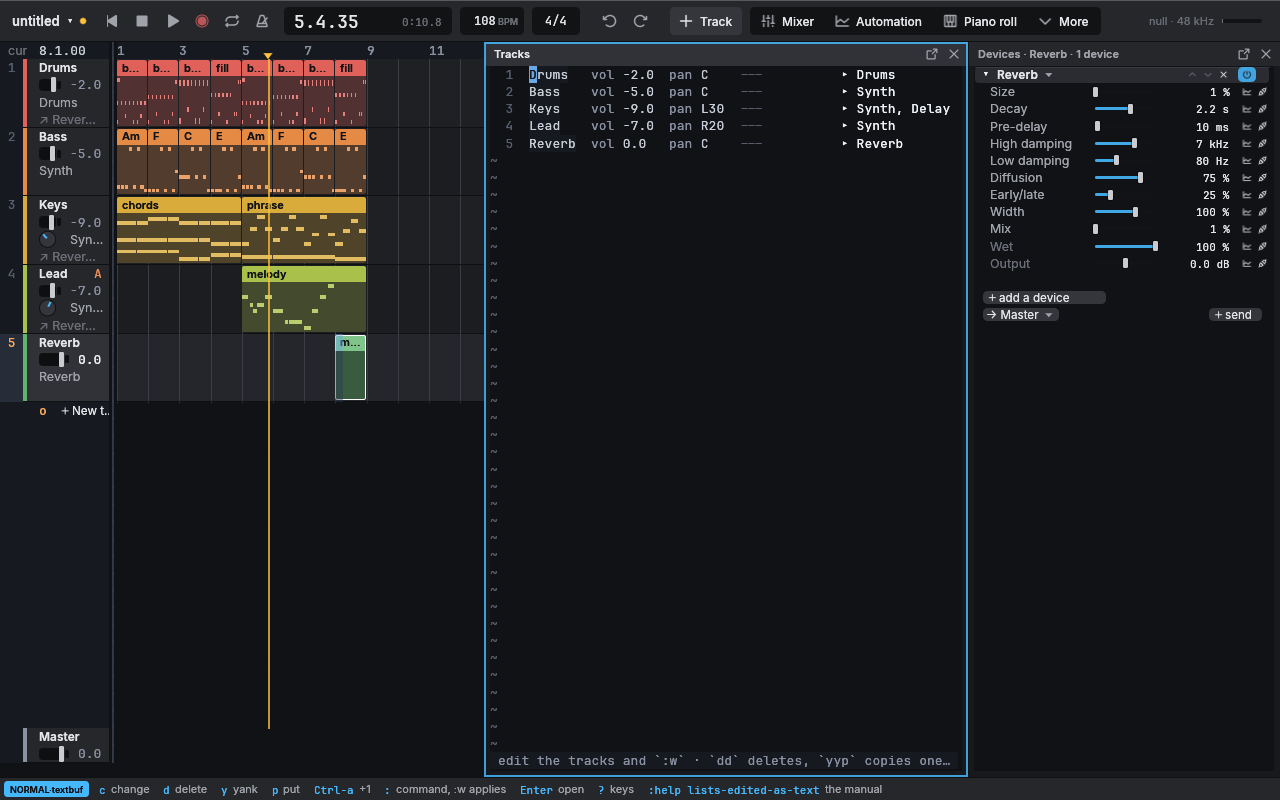 untitled
5.4.35 0:10.8
108 BPM
4/4
Track
Mixer
Automation
Piano roll
More
null · 48 kHz
cur 8.1.00
1 3 5 7 9 11
1 Drums
-2.0
Drums
↗ Rever...
b... b... b... fill b... b... b... fill
2 Bass
-5.0
Synth
Am F C E Am F C E
3 Keys
-9.0
Syn...
↗ Rever...
chords phrase
4 Lead A
-7.0
Syn...
↗ Rever...
melody
5 Reverb
0.0
Reverb
m...
o + New t..
Master
0.0
Tracks
1 Drums vol -2.0 pan C --- ▸ Drums
2 Bass vol -5.0 pan C --- ▸ Synth
3 Keys vol -9.0 pan L30 --- ▸ Synth, Delay
4 Lead vol -7.0 pan R20 --- ▸ Synth
5 Reverb vol 0.0 pan C --- ▸ Reverb
edit the tracks and `:w` · `dd` deletes, `yyp` copies one…
Devices · Reverb · 1 device
Reverb
Size 1 %
Decay 2.2 s
Pre-delay 10 ms
High damping 7 kHz
Low damping 80 Hz
Diffusion 75 %
Early/late 25 %
Width 100 %
Mix 1 %
Wet 100 %
Output 0.0 dB
+ add a device
→ Master
+ send
NORMAL·textbuf c change d delete y yank p put Ctrl-a +1 : command, :w applies Enter open ? keys :help lists-edited-as-text the manual